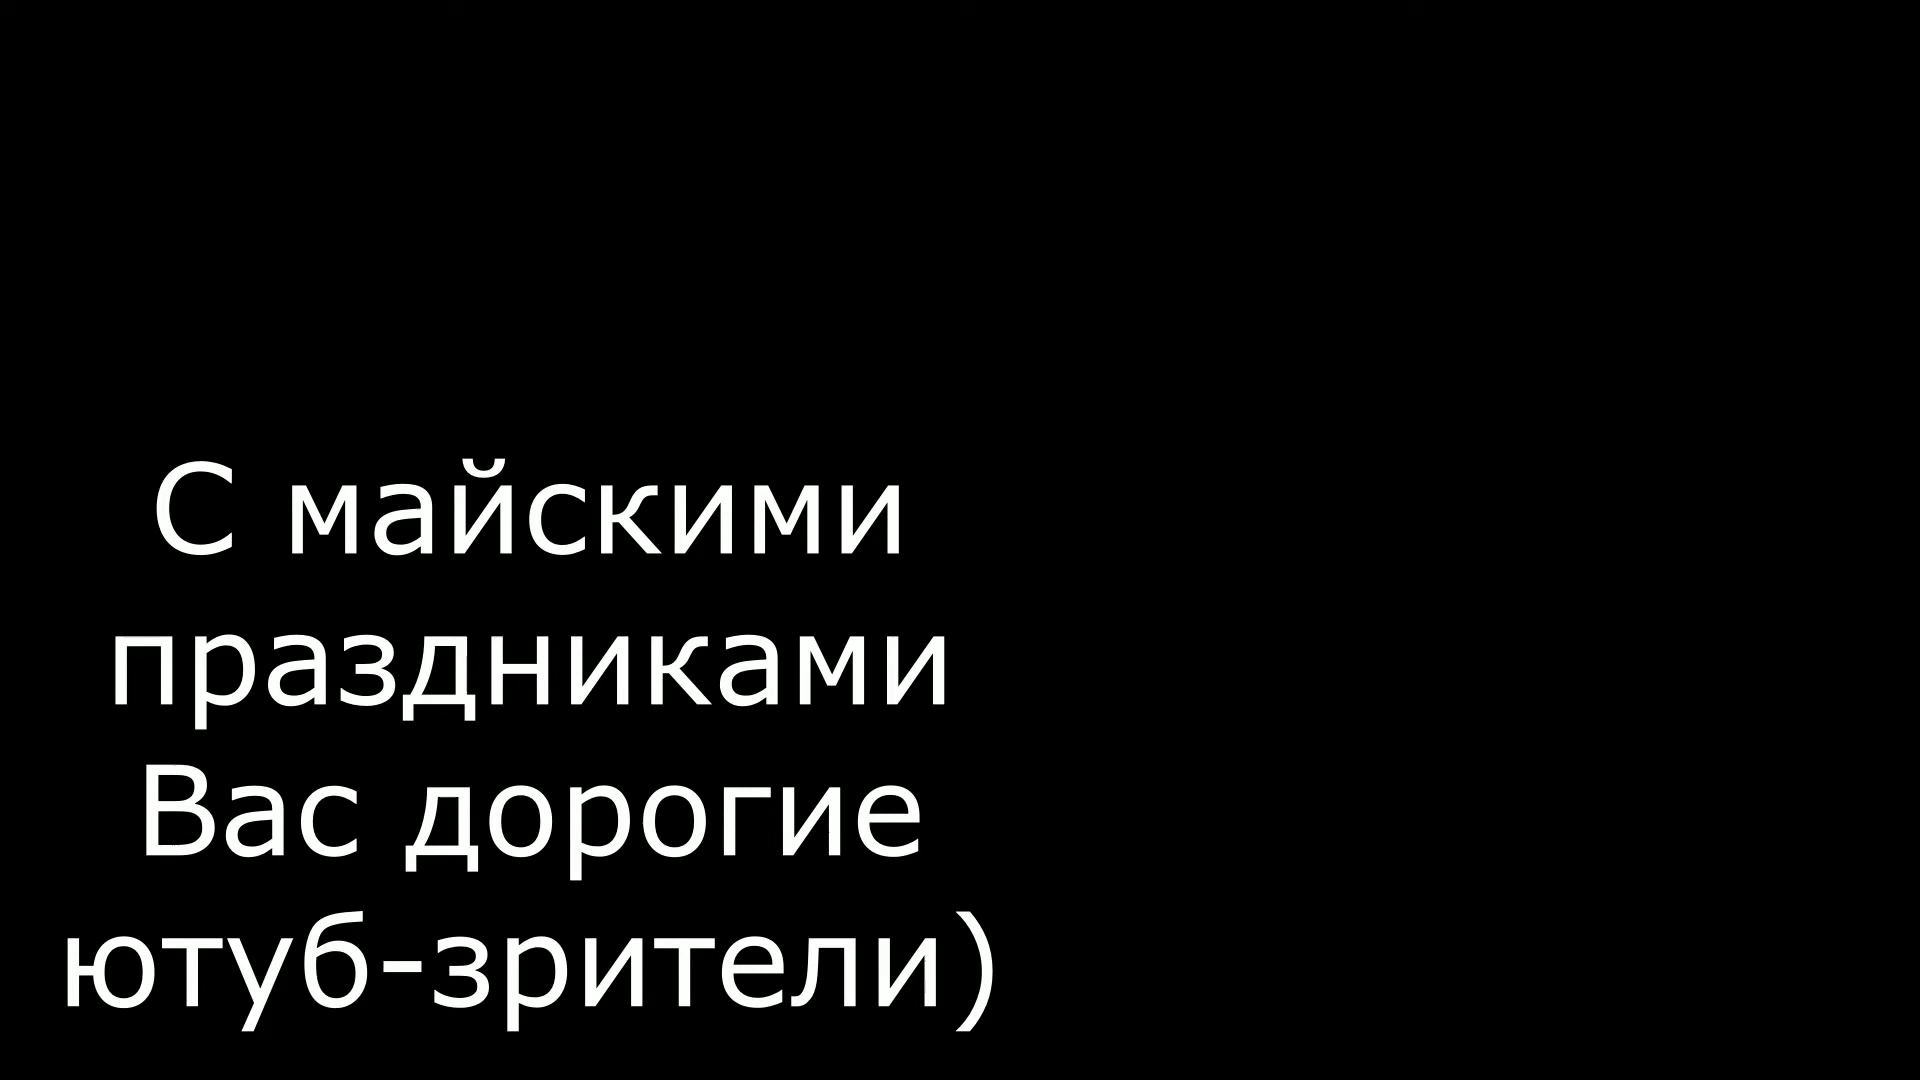 С майскими
праздниками
Вас дорогие
ютуб-зрители)